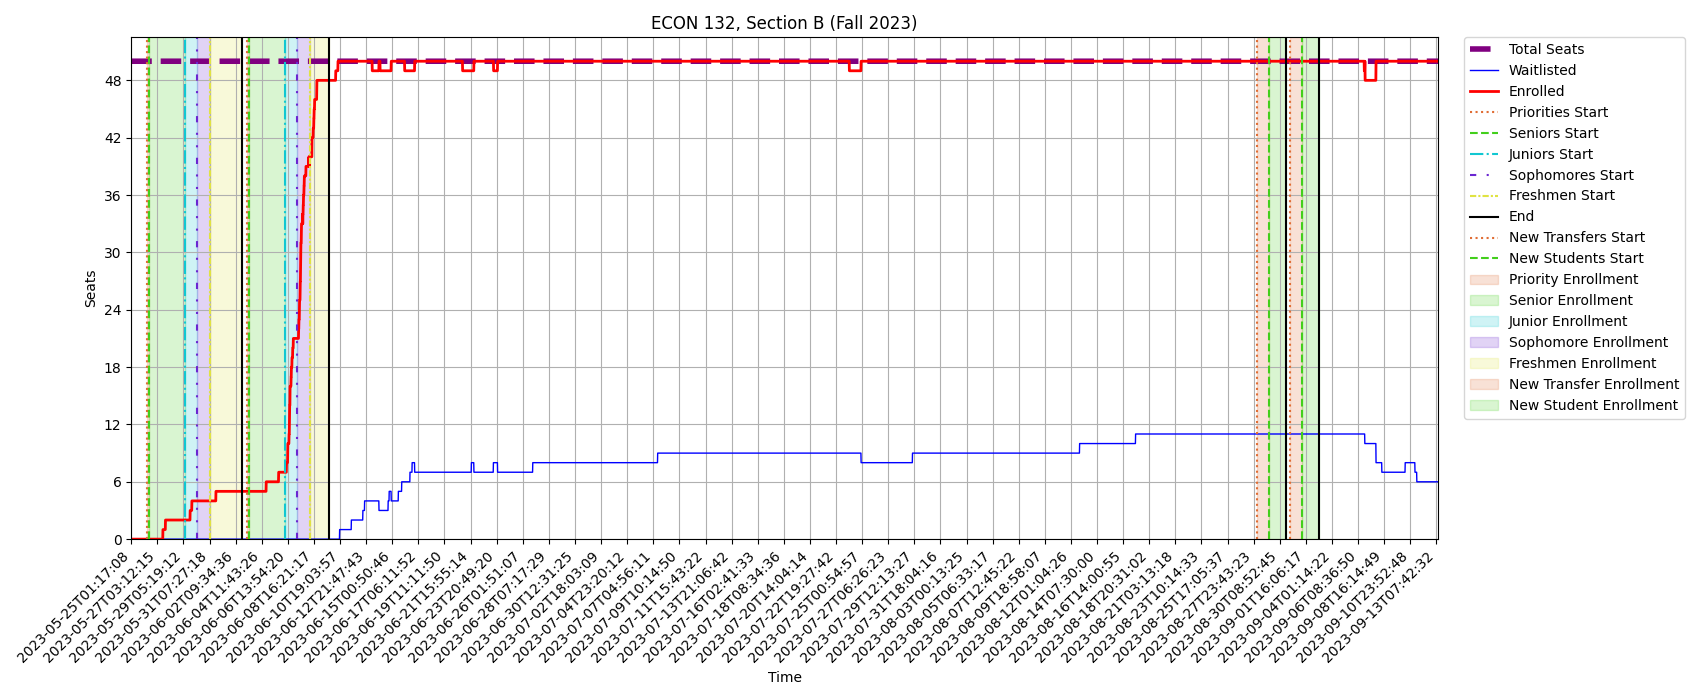 ECON 132, Section B (Fall 2023)
Seats
48
42
36
30
24
18
12
6
0
2023-05-25T01:17:08
2023-05-27T03:12:15
2023-05-29T05:19:12
2023-05-31T07:27:18
2023-06-02T09:34:36
2023-06-04T11:43:26
2023-06-06T13:54:20
2023-06-08T16:21:17
2023-06-10T19:03:57
2023-06-12T21:47:43
2023-06-15T00:50:46
2023-06-17T06:11:52
2023-06-19T11:11:50
2023-06-21T15:55:14
2023-06-23T20:49:20
2023-06-26T01:51:07
2023-06-28T07:17:29
2023-06-30T12:31:25
2023-07-02T18:03:09
2023-07-04T23:20:12
2023-07-07T04:56:11
2023-07-09T10:14:50
2023-07-11T15:43:22
2023-07-13T21:06:42
2023-07-16T02:41:33
2023-07-18T08:34:36
2023-07-20T14:04:14
2023-07-22T19:27:42
2023-07-25T00:54:57
2023-07-27T06:26:23
2023-07-29T12:13:27
2023-07-31T18:04:16
2023-08-03T00:13:25
2023-08-05T06:33:17
2023-08-07T12:45:22
2023-08-09T18:58:07
2023-08-12T01:04:26
2023-08-14T07:30:00
2023-08-16T14:00:55
2023-08-18T20:31:02
2023-08-21T03:13:18
2023-08-23T10:14:33
2023-08-25T17:05:37
2023-08-27T23:43:23
2023-08-30T08:52:45
2023-09-01T16:06:17
2023-09-04T01:14:22
2023-09-06T08:36:50
2023-09-08T16:14:49
2023-09-10T23:52:48
2023-09-13T07:42:32
Time
Total Seats
Waitlisted
Enrolled
Priorities Start
Seniors Start
Juniors Start
Sophomores Start
Freshmen Start
End
New Transfers Start
New Students Start
Priority Enrollment
Senior Enrollment
Junior Enrollment
Sophomore Enrollment
Freshmen Enrollment
New Transfer Enrollment
New Student Enrollment